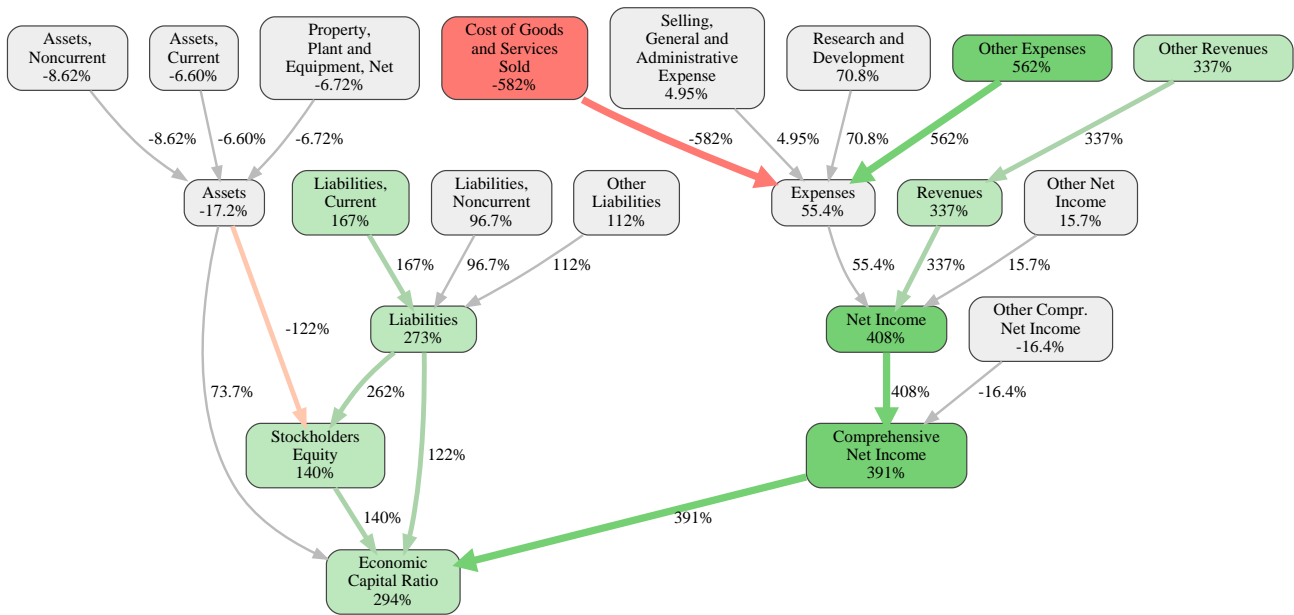 Assets,
Noncurrent
-8.62%
Assets,
Current
-6.60%
Property,
Plant and
Equipment, Net
-6.72%
Cost of Goods
and Services
Sold
-582%
Selling,
General and
Administrative
Expense
4.95%
Research and
Development
70.8%
Other Expenses
562%
Other Revenues
337%
-8.62%
-6.60%
-6.72%
-582%
4.95%
70.8%
562%
337%
Assets
-17.2%
Liabilities,
Current
167%
Liabilities,
Noncurrent
96.7%
Other
Liabilities
112%
Expenses
55.4%
Revenues
337%
Other Net
Income
15.7%
167%
96.7%
112%
55.4%
337%
15.7%
-122%
Liabilities
273%
Net Income
408%
Other Compr.
Net Income
-16.4%
73.7%
262%
408%
-16.4%
Stockholders
Equity
140%
122%
Comprehensive
Net Income
391%
140%
391%
Economic
Capital Ratio
294%